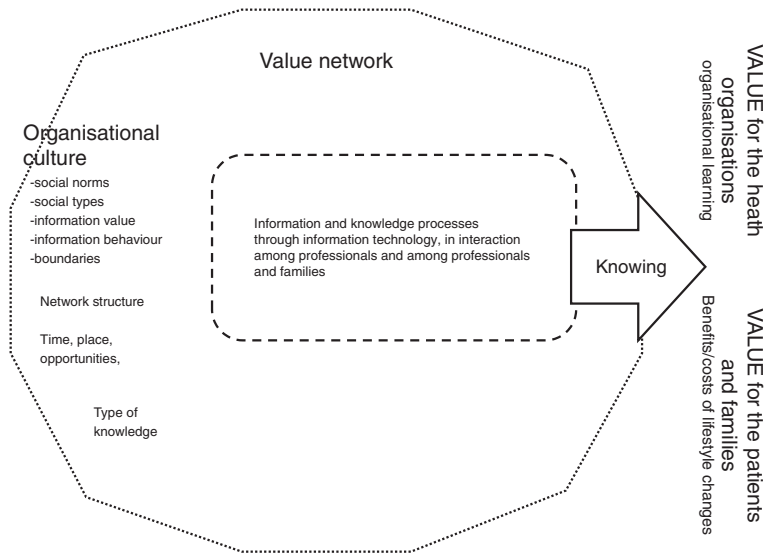 Value network
Organisational
culture
-social norms
-social types
-information value
-information behaviour
-boundaries
Network structure
Time, place,
opportunities,
Type of
knowledge
Information and knowledge processes
through information technology, in interaction
among professionals and among professionals
and families
Knowing
VALUE for the heath
organisations
organisational learning
VALUE for the patients
and families
Benefits/costs of lifestyle changes